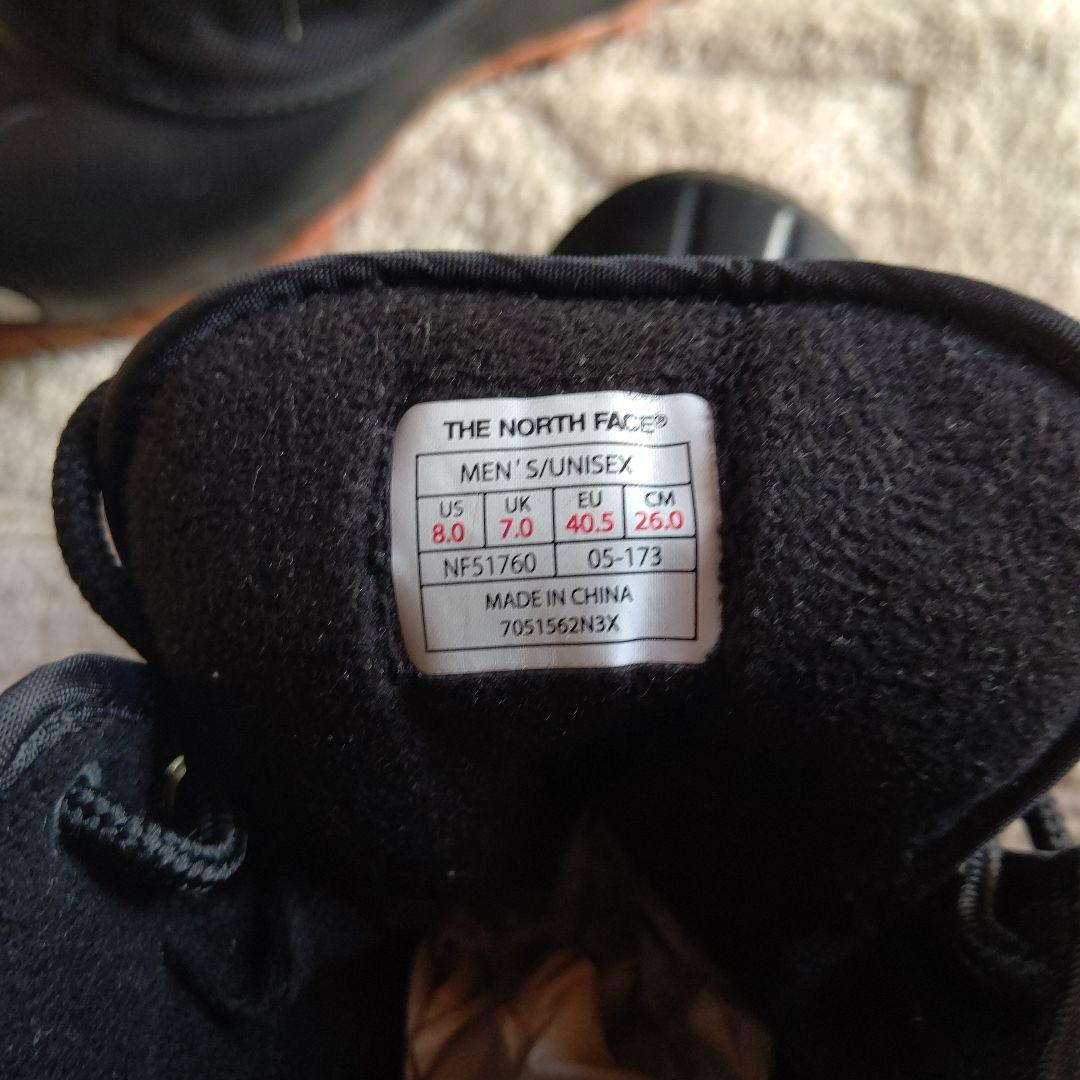 THE NORTH FACE®
MEN'S/UNISEX
US UK EU CM
8.0 7.0 40.5 26.0
NF51760 05-173
MADE IN CHINA
7051562N3X